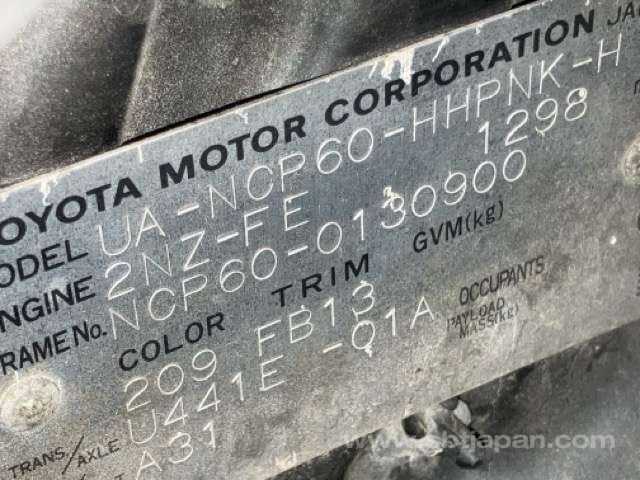 TOYOTA MOTOR CORPORATION JA
MODEL UA-NCP60-HHPNK-H
ENGINE 2NZ-FE 1298
FRAME No. NCP60-0130900
COLOR TRIM GVM(kg)
209 FB13 OCCUPANTS
TRANS/AXLE U441E -01A PAYLOAD MASS(kg)
A31
www.sbtjapan.com